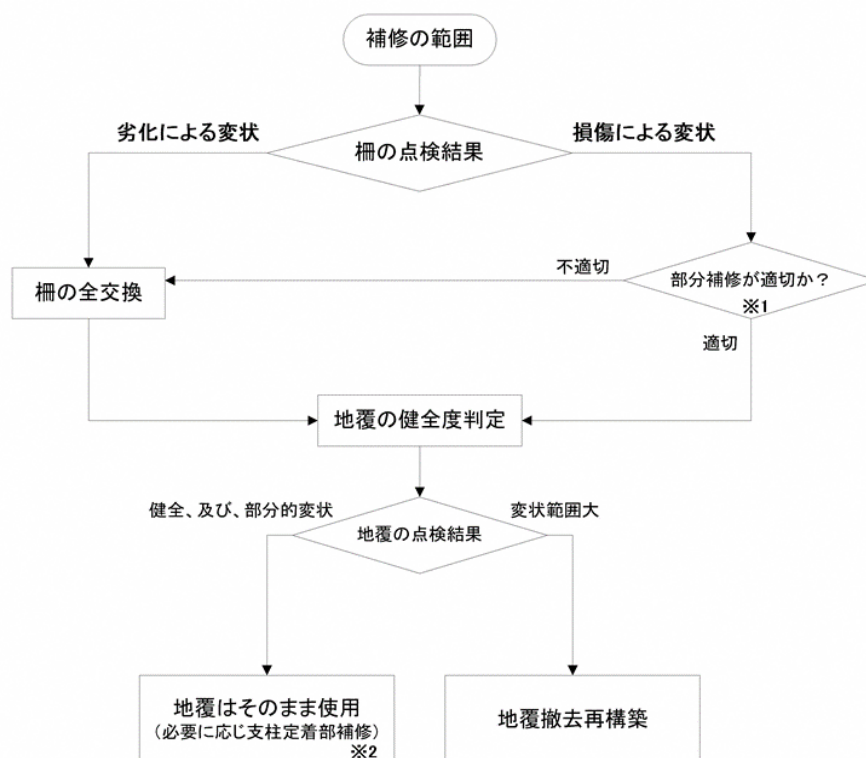 補修の範囲
劣化による変状
損傷による変状
柵の点検結果
不適切
部分補修が適切か?
※1
柵の全交換
適切
地覆の健全度判定
健全、及び、部分的変状
変状範囲大
地覆の点検結果
地覆はそのまま使用
(必要に応じ支柱定着部補修)
※2
地覆撤去再構築